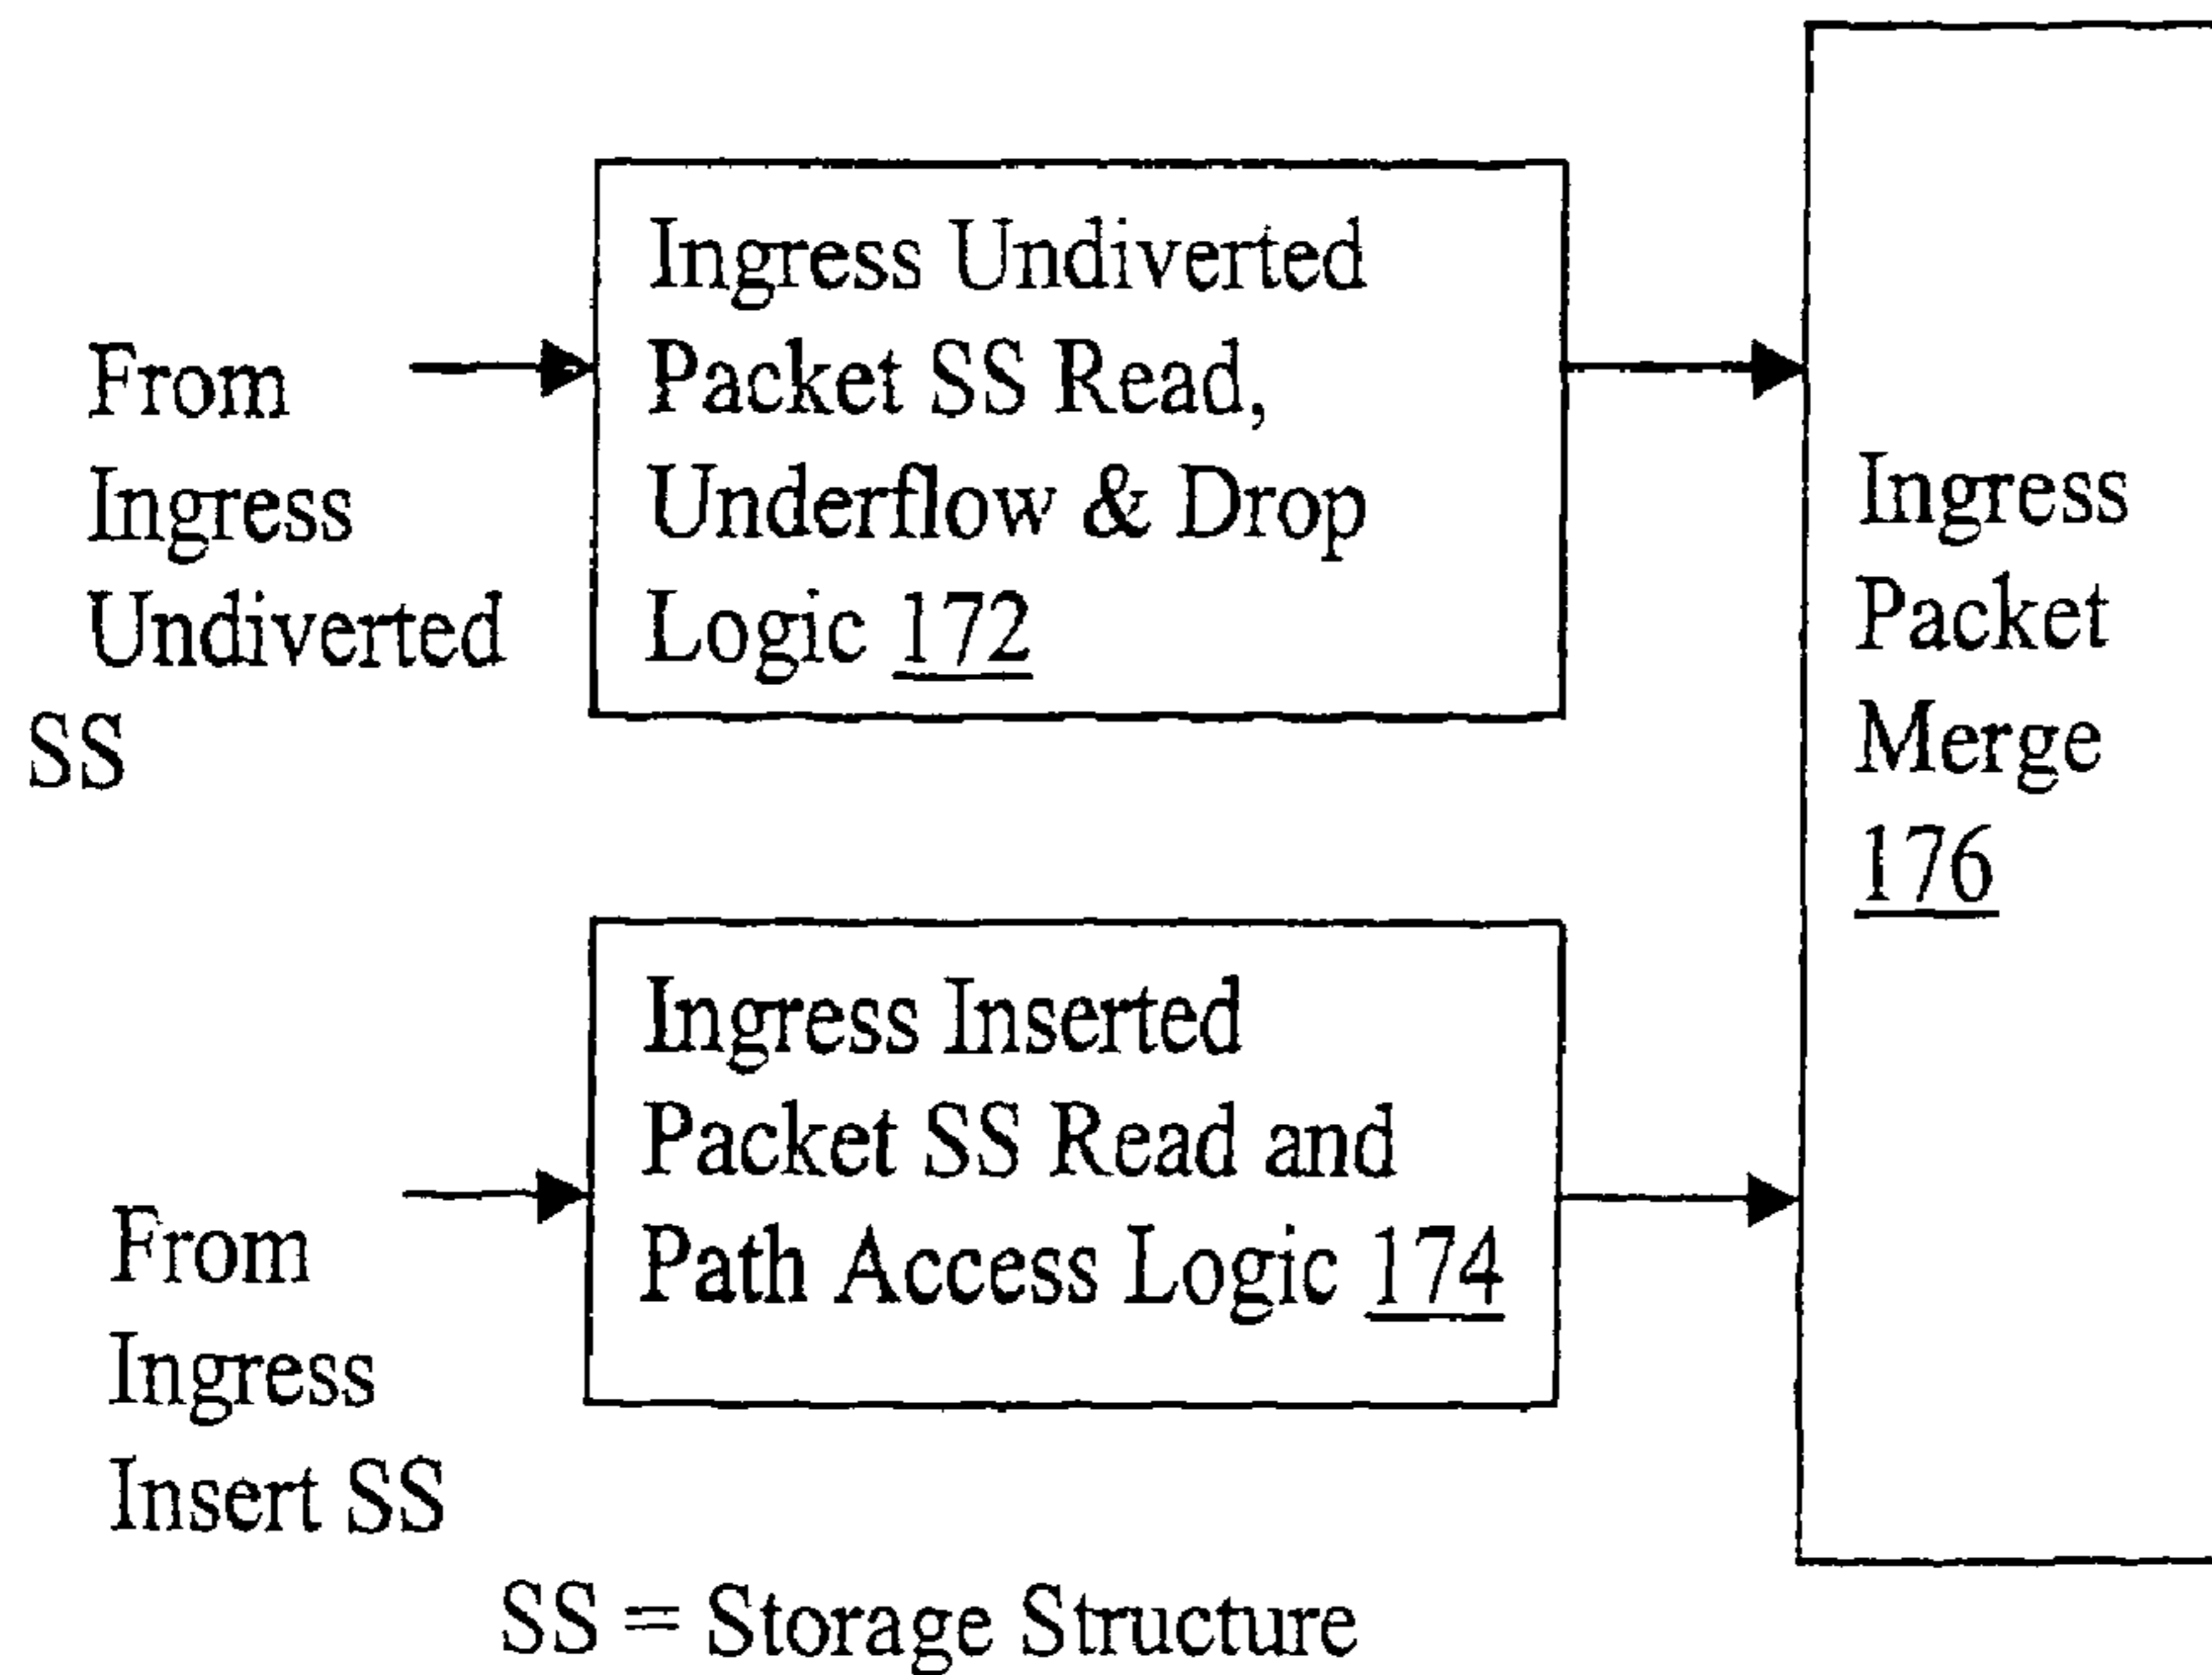 From
Ingress
Undiverted
SS
Ingress Undiverted
Packet SS Read,
Underflow & Drop
Logic 172
Ingress
Packet
Merge
176
From
Ingress
Insert SS
Ingress Inserted
Packet SS Read and
Path Access Logic 174
SS = Storage Structure